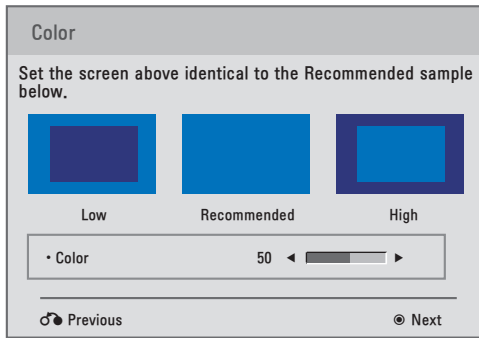 Color
Set the screen above identical to the Recommended sample
below.
Low Recommended High
• Color 50 ◄ ►
Previous Next